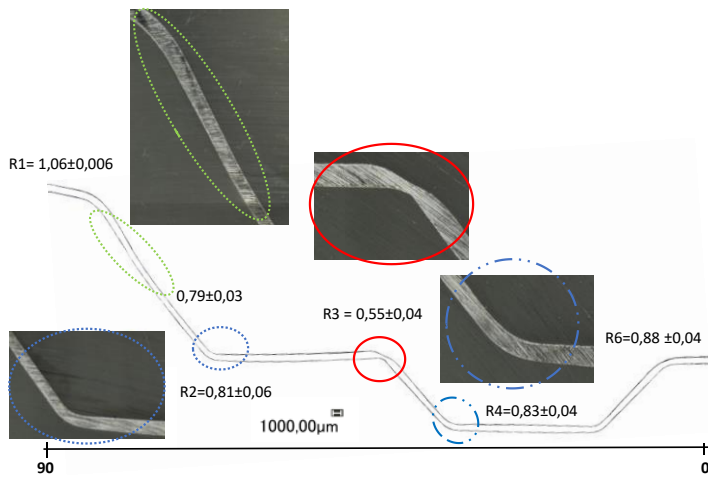 R1= 1,06±0,006
0,79±0,03
R3 = 0,55±0,04
R6=0,88 ±0,04
R2=0,81±0,06
R4=0,83±0,04
1000,00µm
90
0